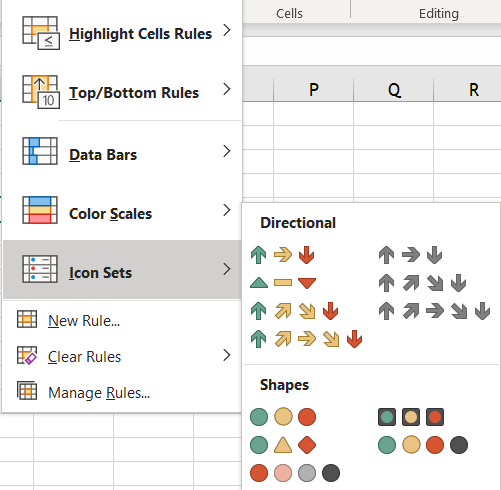 Cells Editing
Highlight Cells Rules
≤
P Q R
Top/Bottom Rules
10
Data Bars
Color Scales
Directional
Icon Sets
New Rule...
Clear Rules
Manage Rules...
Shapes